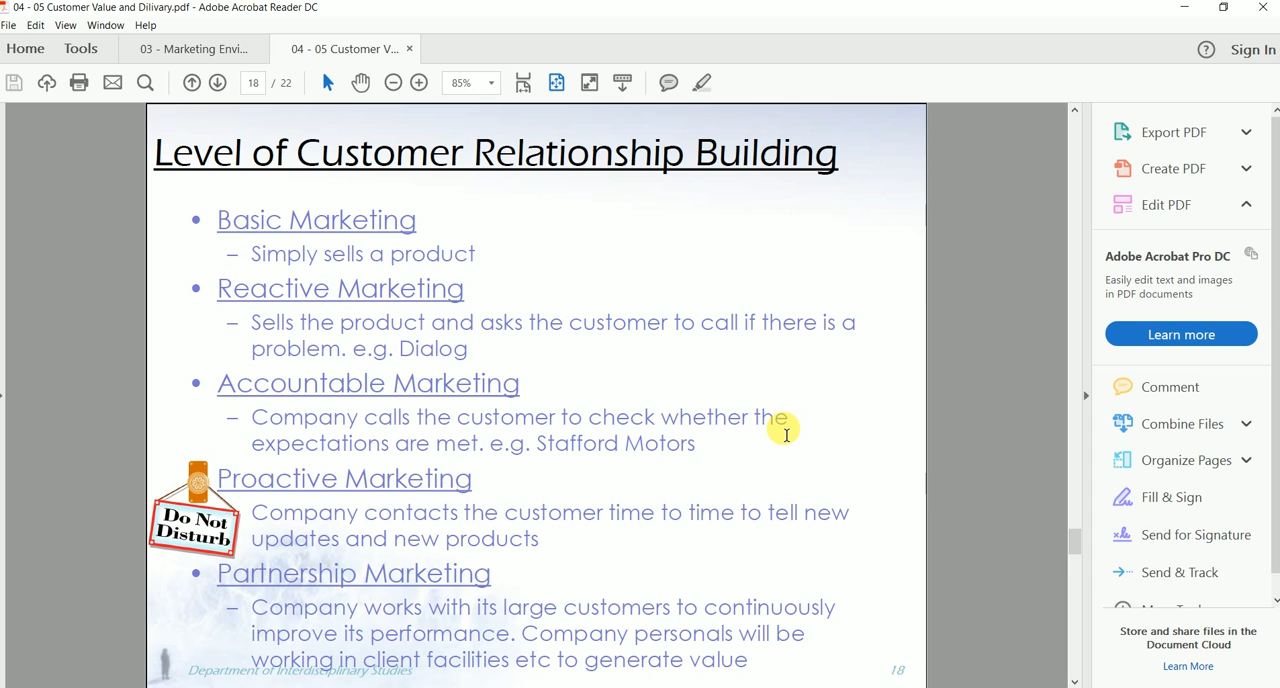 04 - 05 Customer Value and Dilivary.pdf - Adobe Acrobat Reader DC
File Edit View Window Help
Home Tools 03 - Marketing Envi... 04 - 05 Customer V... × Sign In
18 / 22 85%
Level of Customer Relationship Building
• Basic Marketing
– Simply sells a product
• Reactive Marketing
– Sells the product and asks the customer to call if there is a
problem. e.g. Dialog
• Accountable Marketing
– Company calls the customer to check whether the
expectations are met. e.g. Stafford Motors
Proactive Marketing
Company contacts the customer time to time to tell new
updates and new products
Do Not
Disturb
• Partnership Marketing
– Company works with its large customers to continuously
improve its performance. Company personals will be
working in client facilities etc to generate value
Department of Interdisciplinary Studies 18
Export PDF
Create PDF
Edit PDF
Adobe Acrobat Pro DC
Easily edit text and images
in PDF documents
Learn more
Comment
Combine Files
Organize Pages
Fill & Sign
Send for Signature
Send & Track
Store and share files in the
Document Cloud
Learn More